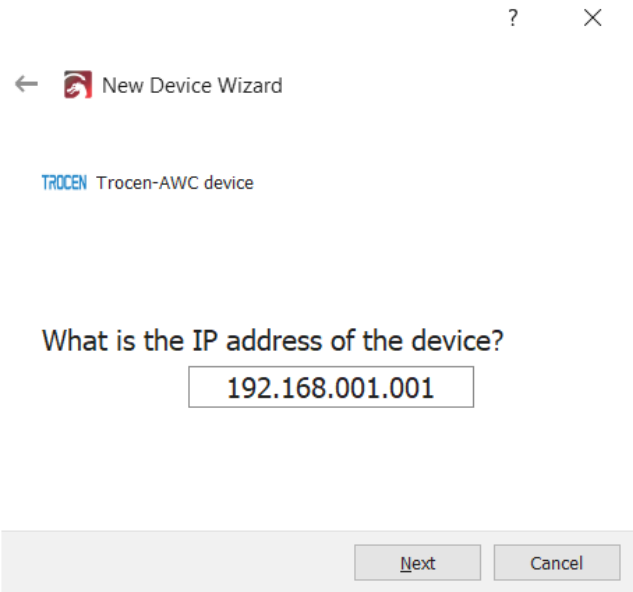 ?
New Device Wizard
TROCEN Trocen-AWC device
What is the IP address of the device?
192.168.001.001
Next Cancel